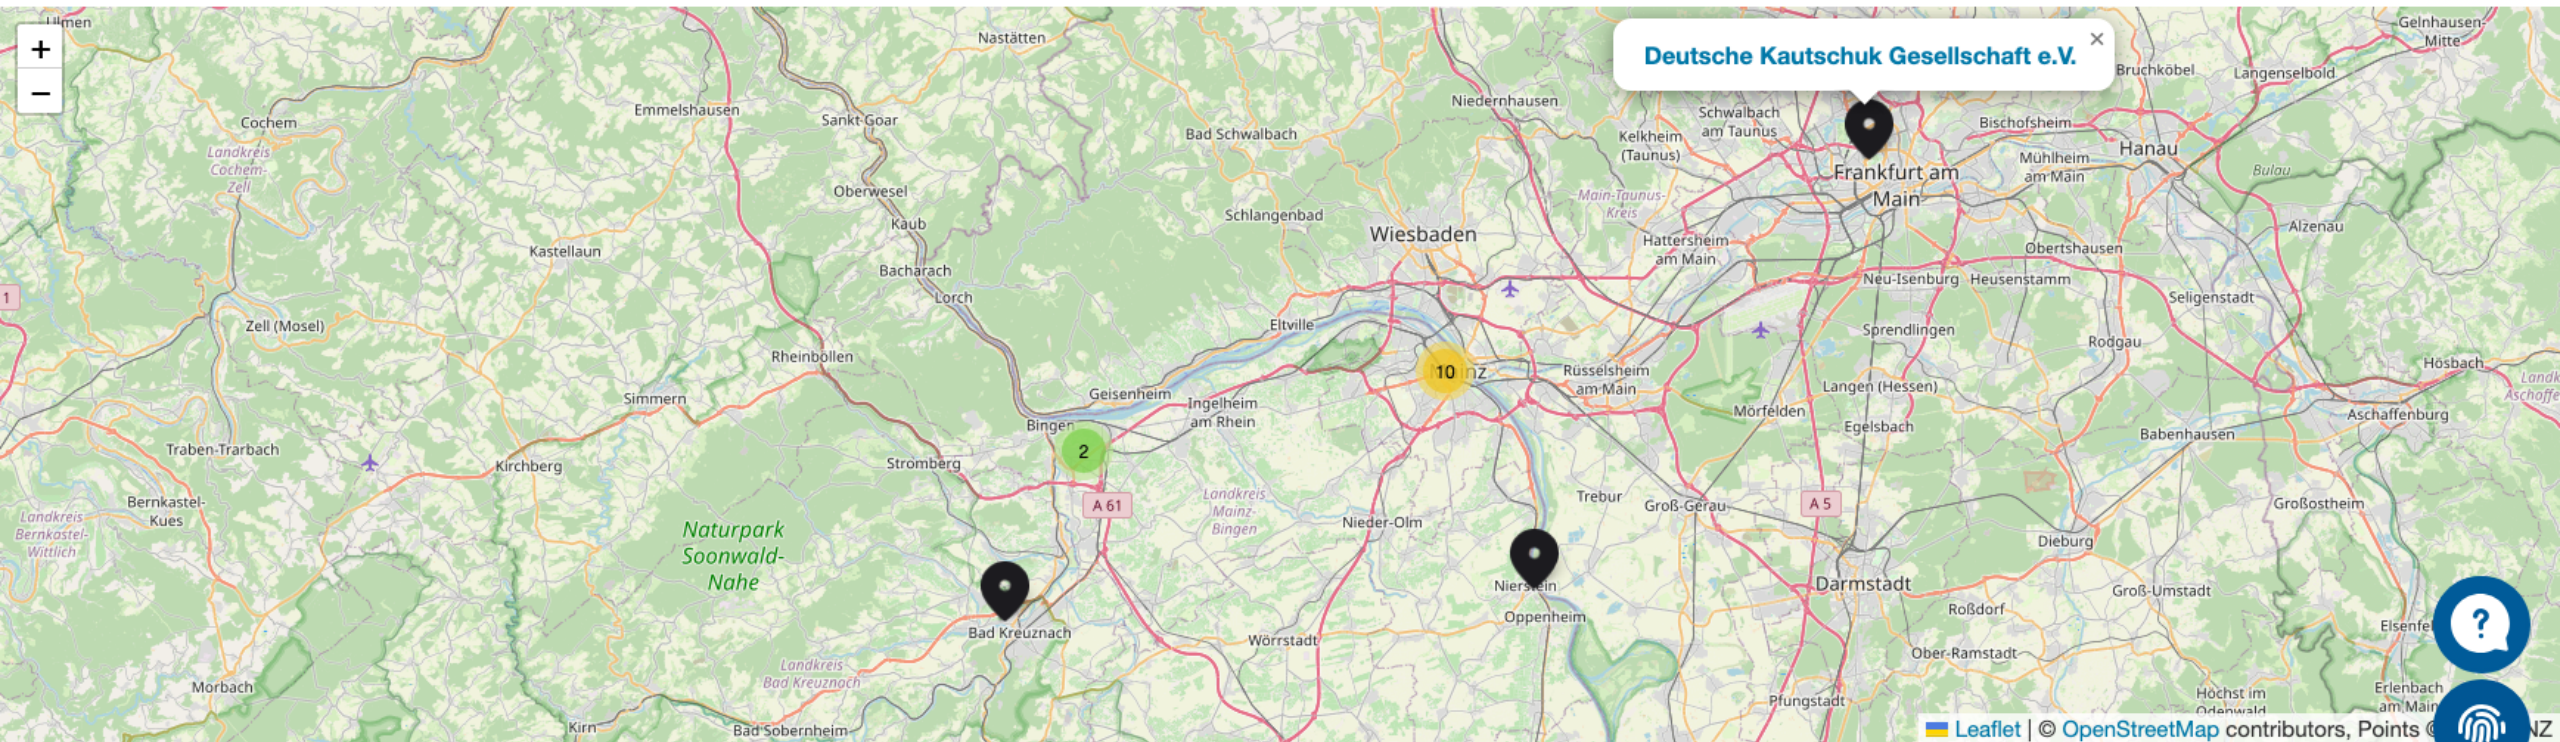 Ulmen
+
−
Nastätten
Deutsche Kautschuk Gesellschaft e.V.
×
Gelnhausen-
Mitte
Bruchköbel
Langenselbold
Emmelshausen
Sankt Goar
Niedernhausen
Cochem
Landkreis
Cochem-
Zell
Bad Schwalbach
Kelkheim
(Taunus)
Schwalbach
am Taunus
Bischofsheim
Hanau
Mühlheim
am Main
Frankfurt am
Main
Bulau
Oberwesel
Main-Taunus-
Kreis
Schlangenbad
Kaub
Wiesbaden
Alzenau
Kastellaun
Hattersheim
am Main
Obertshausen
Bacharach
Neu-Isenburg
Heusenstamm
1
Lorch
Seligenstadt
Zell (Mosel)
Eltville
Sprendlingen
Rodgau
Rheinböllen
Hösbach
10
Rüsselsheim
am Main
Langen (Hessen)
Simmern
Geisenheim
Ingelheim
am Rhein
Mörfelden
Aschaffenburg
Bingen
Egelsbach
Babenhausen
Traben-Trarbach
2
Stromberg
Kirchberg
Bernkastel-
Kues
Landkreis
Bernkastel-
Wittlich
A 61
Landkreis
Mainz-
Bingen
Trebur
Groß-Gerau
A 5
Großostheim
Nieder-Olm
Naturpark
Soonwald-
Nahe
Dieburg
Nierstein
Darmstadt
Groß-Umstadt
Roßdorf
Oppenheim
Bad Kreuznach
Wörrstadt
Ober-Ramstadt
Landkreis
Bad Kreuznach
Morbach
Pfungstadt
Höchst im
Odenwald
Erlenbach
Kirn
Bad Sobernheim
?
Leaflet | © OpenStreetMap contributors, Points ©